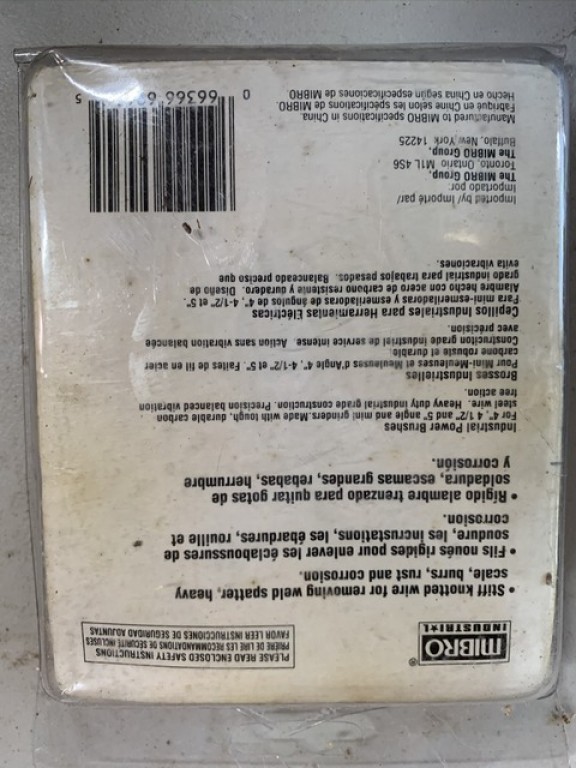 MIBRO®
INDUSTRIAL
PLEASE READ ENCLOSED SAFETY INSTRUCTIONS
PRIÈRE DE LIRE LES RECOMMANDATIONS DE SÉCURITÉ INCLUSES
FAVOR LEER INSTRUCCIONES DE SEGURIDAD ADJUNTAS
• Stiff knotted wire for removing weld spatter, heavy
scale, burrs, rust and corrosion.
• Fils noués rigides pour enlever les éclaboussures de
soudure, les incrustations, les ébardures, rouille et
corrosion.
• Rígido alambre trenzado para quitar gotas de
soldadura, escamas grandes, rebabas, herrumbre
y corrosión.
Industrial Power Brushes
For 4", 4 1/2" and 5" angle and mini grinders. Made with tough, durable carbon
steel wire. Heavy duty industrial grade construction. Precision balanced vibration
free action.
Brosses Industrielles
Pour Mini-Meuleuses et Meuleuses d'Angle 4", 4-1/2" et 5". Faites de fil en acier
carbone robuste et durable.
Construction grade industriel de service intense. Action sans vibration balancée
avec précision.
Cepillos Industriales para Herramientas Eléctricas
Para mini-esmeriladoras y esmeriladoras de ángulos de 4", 4-1/2" et 5".
Alambre hecho con acero de carbono resistente y duradero. Diseño de
grado industrial para trabajos pesados. Balanceado preciso que
evita vibraciones.
Imported by/ Importé par/
Importado por:
The MIBRO Group,
Toronto, Ontario M1L 4S6
The MIBRO Group,
Buffalo, New York 14225
Manufactured to MIBRO specifications in China.
Fabriqué en Chine selon les spécifications de MIBRO.
Hecho en China según especificaciones de MIBRO.
0 66366 5